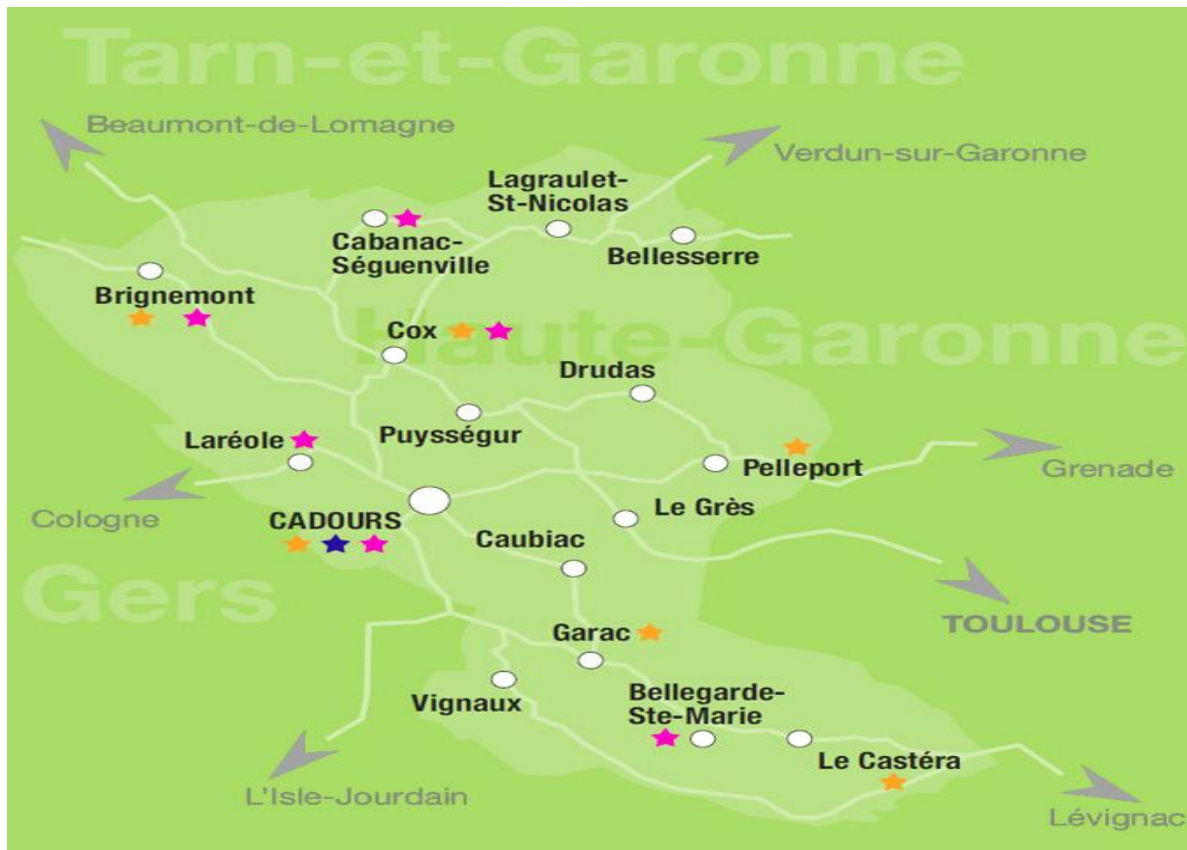 Tarn-et-Garonne
Beaumont-de-Lomagne
Verdun-sur-Garonne
Lagraulet-
St-Nicolas
Cabanac-
Séguenville
Bellesserre
Brignemont
Cox
Haute-Garonne
Drudas
Puysségur
Laréole
Pelleport
Grenade
Cologne
CADOURS
Le Grès
Caubiac
Gers
TOULOUSE
Garac
Vignaux
Bellegarde-
Ste-Marie
Le Castéra
L'Isle-Jourdain
Lévignac